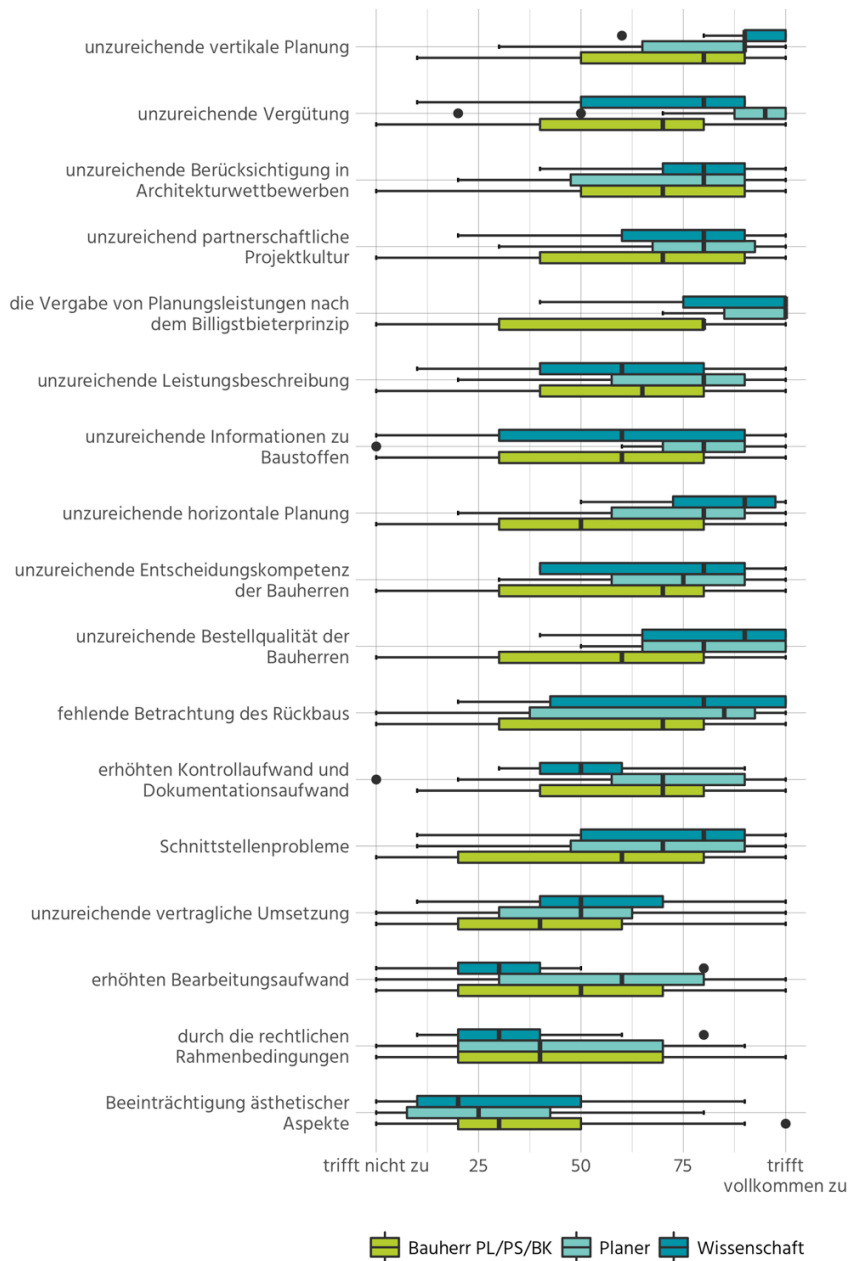 unzureichende vertikale Planung
unzureichende Vergütung
unzureichende Berücksichtigung in
Architekturwettbewerben
unzureichend partnerschaftliche
Projektkultur
die Vergabe von Planungsleistungen nach
dem Billigstbieterprinzip
unzureichende Leistungsbeschreibung
unzureichende Informationen zu
Baustoffen
unzureichende horizontale Planung
unzureichende Entscheidungskompetenz
der Bauherren
unzureichende Bestellqualität der
Bauherren
fehlende Betrachtung des Rückbaus
erhöhten Kontrollaufwand und
Dokumentationsaufwand
Schnittstellenprobleme
unzureichende vertragliche Umsetzung
erhöhten Bearbeitungsaufwand
durch die rechtlichen
Rahmenbedingungen
Beeinträchtigung ästhetischer
Aspekte
trifft nicht zu 25 50 75 trifft
vollkommen zu
Bauherr PL/PS/BK Planer Wissenschaft